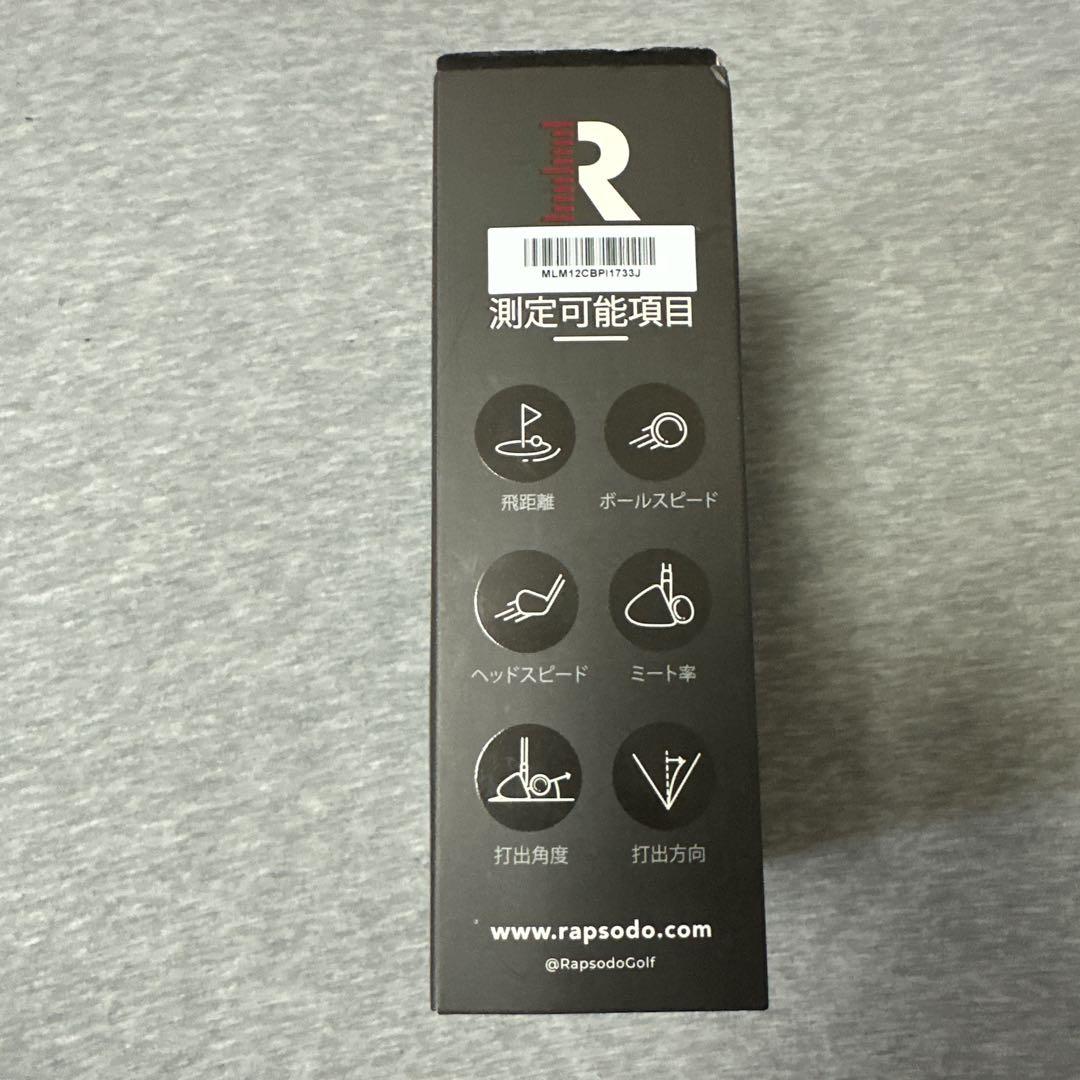 R
MLM12CBPI1733J
測定可能項目
飛距離 ボールスピード
ヘッドスピード ミート率
打出角度 打出方向
www.rapsodo.com
@RapsodoGolf